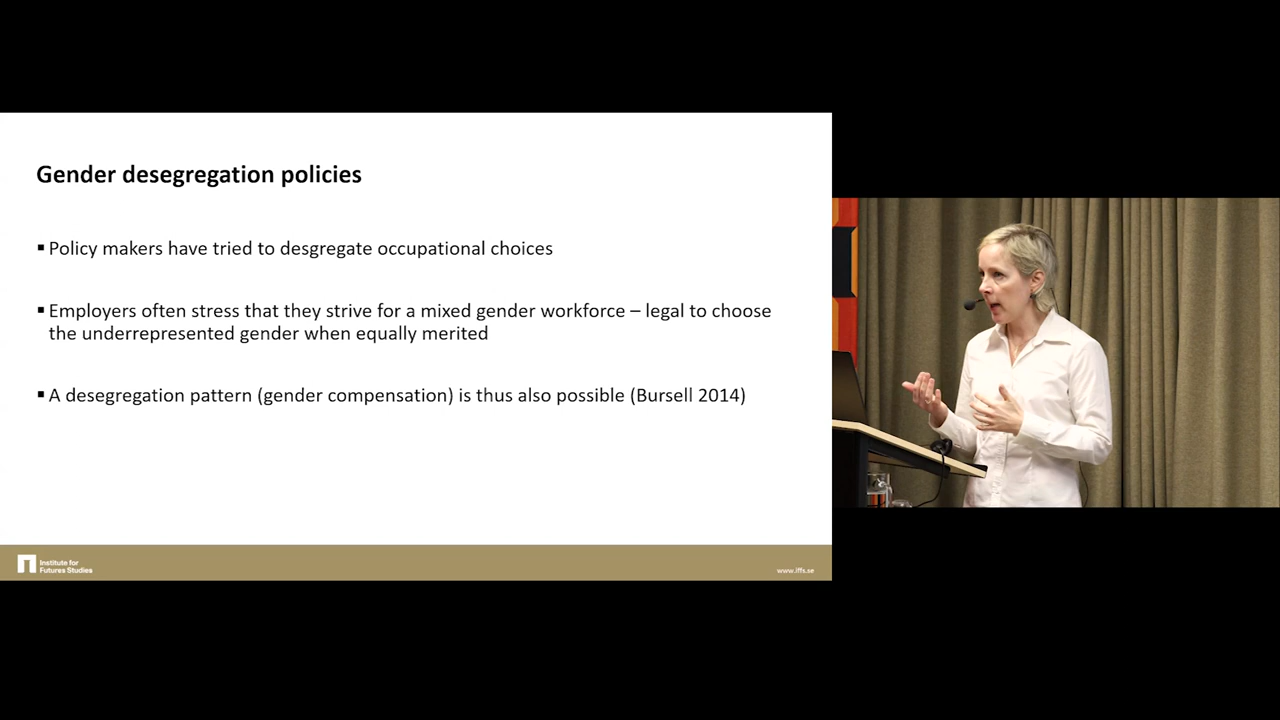 Gender desegregation policies
▪ Policy makers have tried to desgregate occupational choices
▪ Employers often stress that they strive for a mixed gender workforce – legal to choose
the underrepresented gender when equally merited
▪ A desegregation pattern (gender compensation) is thus also possible (Bursell 2014)
Institute for
Futures Studies
www.iffs.se